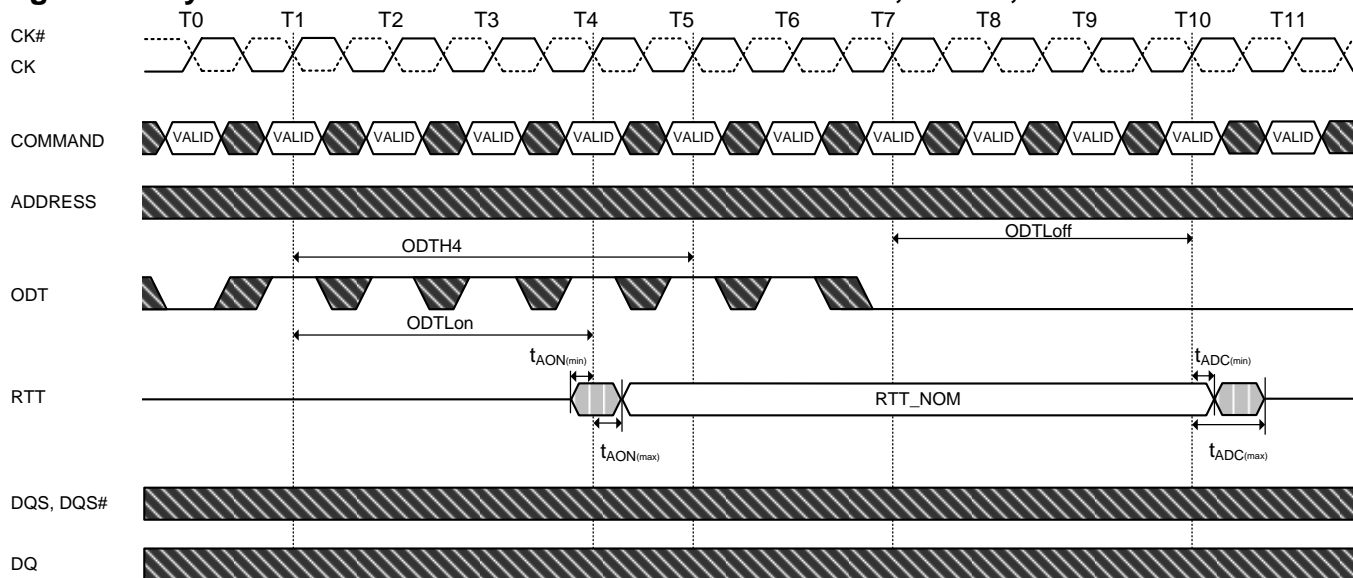 T0 T1 T2 T3 T4 T5 T6 T7 T8 T9 T10 T11
CK#
CK
COMMAND VALID VALID VALID VALID VALID VALID VALID VALID VALID VALID VALID VALID
ADDRESS
ODTLoff
ODTH4
ODT
ODTLon
tAON(min) tADC(min)
RTT RTT_NOM
tAON(max) tADC(max)
DQS, DQS#
DQ